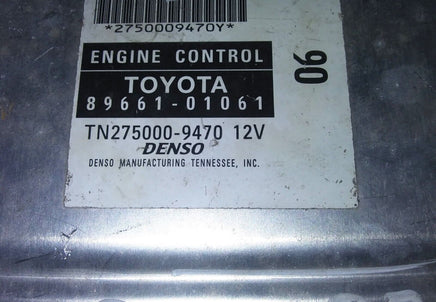 *2750009470Y*
ENGINE CONTROL
TOYOTA
89661-01061
TN275000-9470 12V
DENSO
DENSO MANUFACTURING TENNESSEE, INC.
06